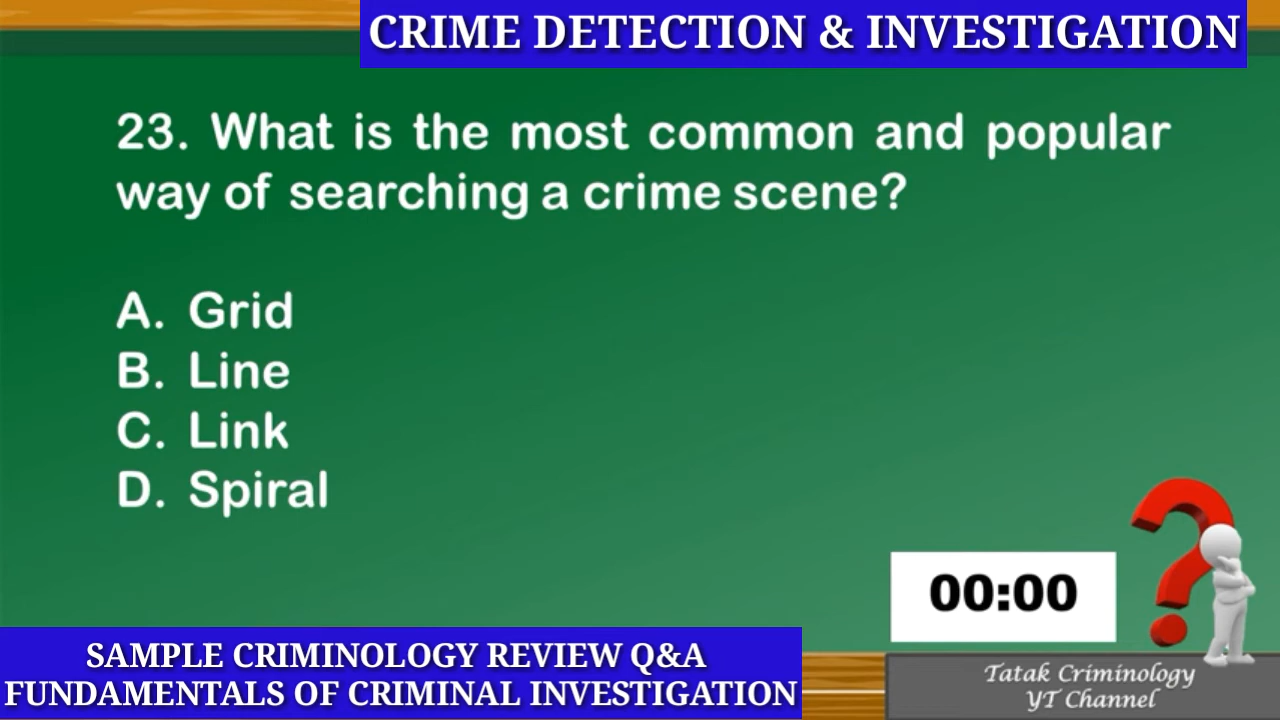 CRIME DETECTION & INVESTIGATION
23. What is the most common and popular
way of searching a crime scene?
A. Grid
B. Line
C. Link
D. Spiral
00:00
SAMPLE CRIMINOLOGY REVIEW Q&A
FUNDAMENTALS OF CRIMINAL INVESTIGATION
Tatak Criminology
YT Channel